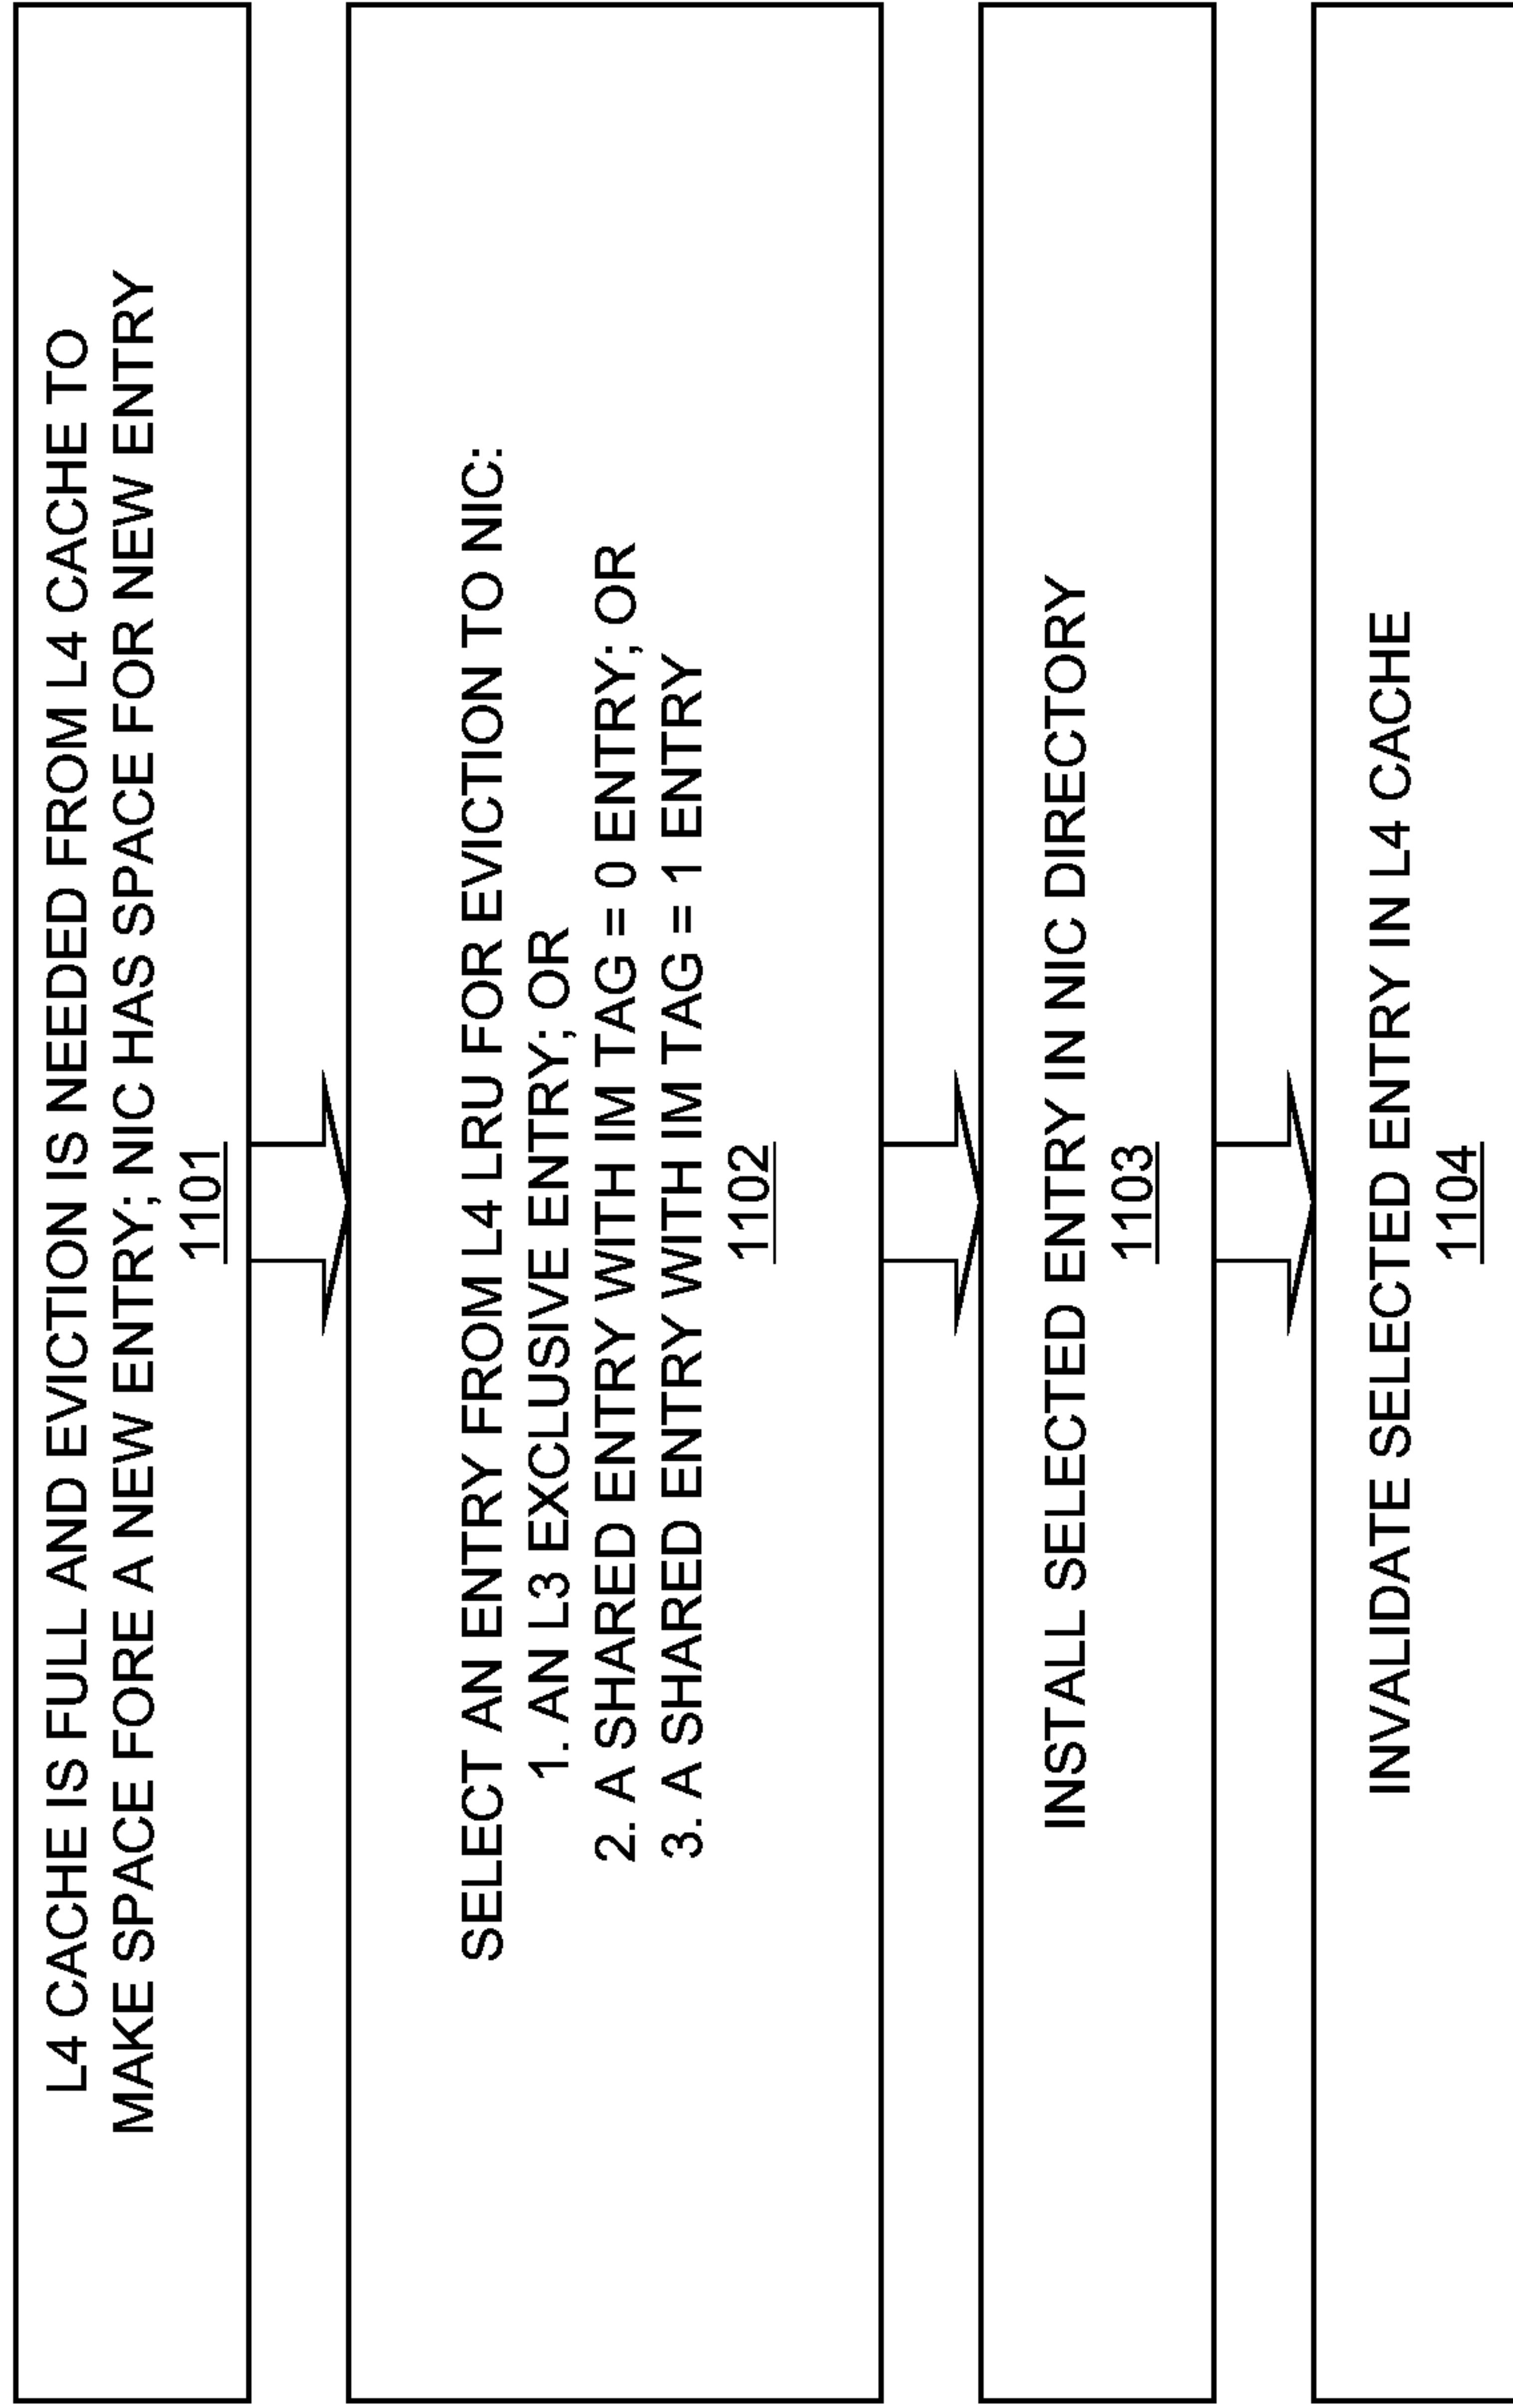 L4 CACHE IS FULL AND EVICTION IS NEEDED FROM L4 CACHE TO
MAKE SPACE FORE A NEW ENTRY; NIC HAS SPACE FOR NEW ENTRY
1101
SELECT AN ENTRY FROM L4 LRU FOR EVICTION TO NIC:
1. AN L3 EXCLUSIVE ENTRY; OR
2. A SHARED ENTRY WITH IM TAG = 0 ENTRY; OR
3. A SHARED ENTRY WITH IM TAG = 1 ENTRY
1102
INSTALL SELECTED ENTRY IN NIC DIRECTORY
1103
INVALIDATE SELECTED ENTRY IN L4 CACHE
1104